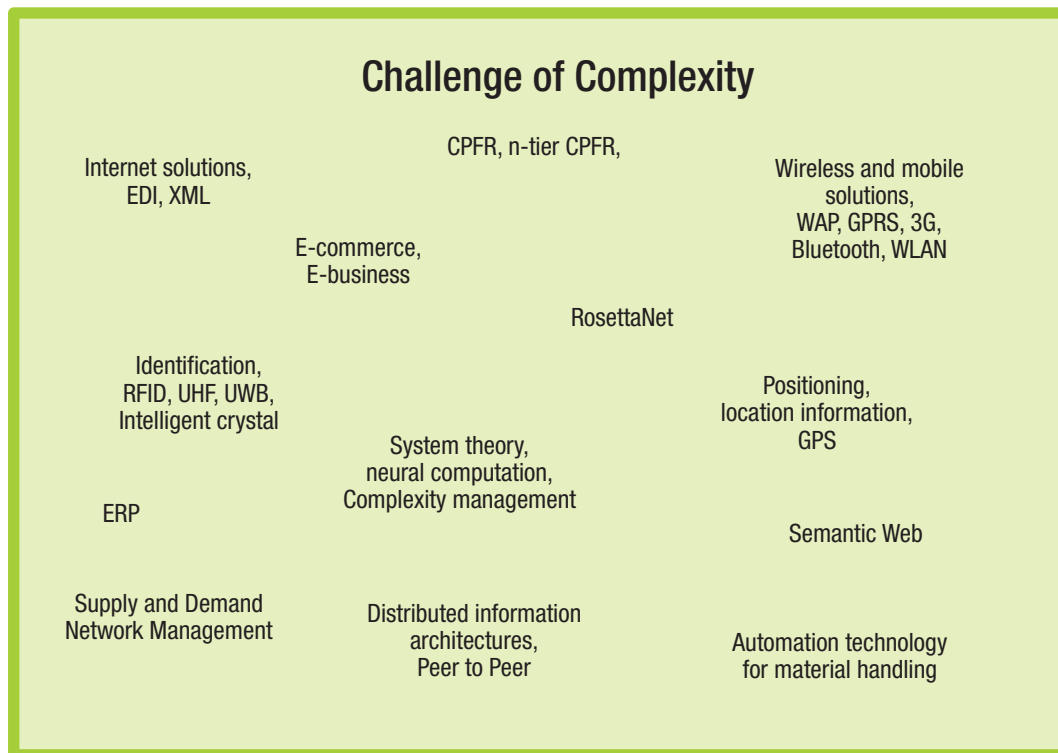 Challenge of Complexity
CPFR, n-tier CPFR,
Internet solutions,
EDI, XML
Wireless and mobile
solutions,
WAP, GPRS, 3G,
Bluetooth, WLAN
E-commerce,
E-business
RosettaNet
Identification,
RFID, UHF, UWB,
Intelligent crystal
Positioning,
location information,
GPS
System theory,
neural computation,
Complexity management
ERP
Semantic Web
Supply and Demand
Network Management
Distributed information
architectures,
Peer to Peer
Automation technology
for material handling